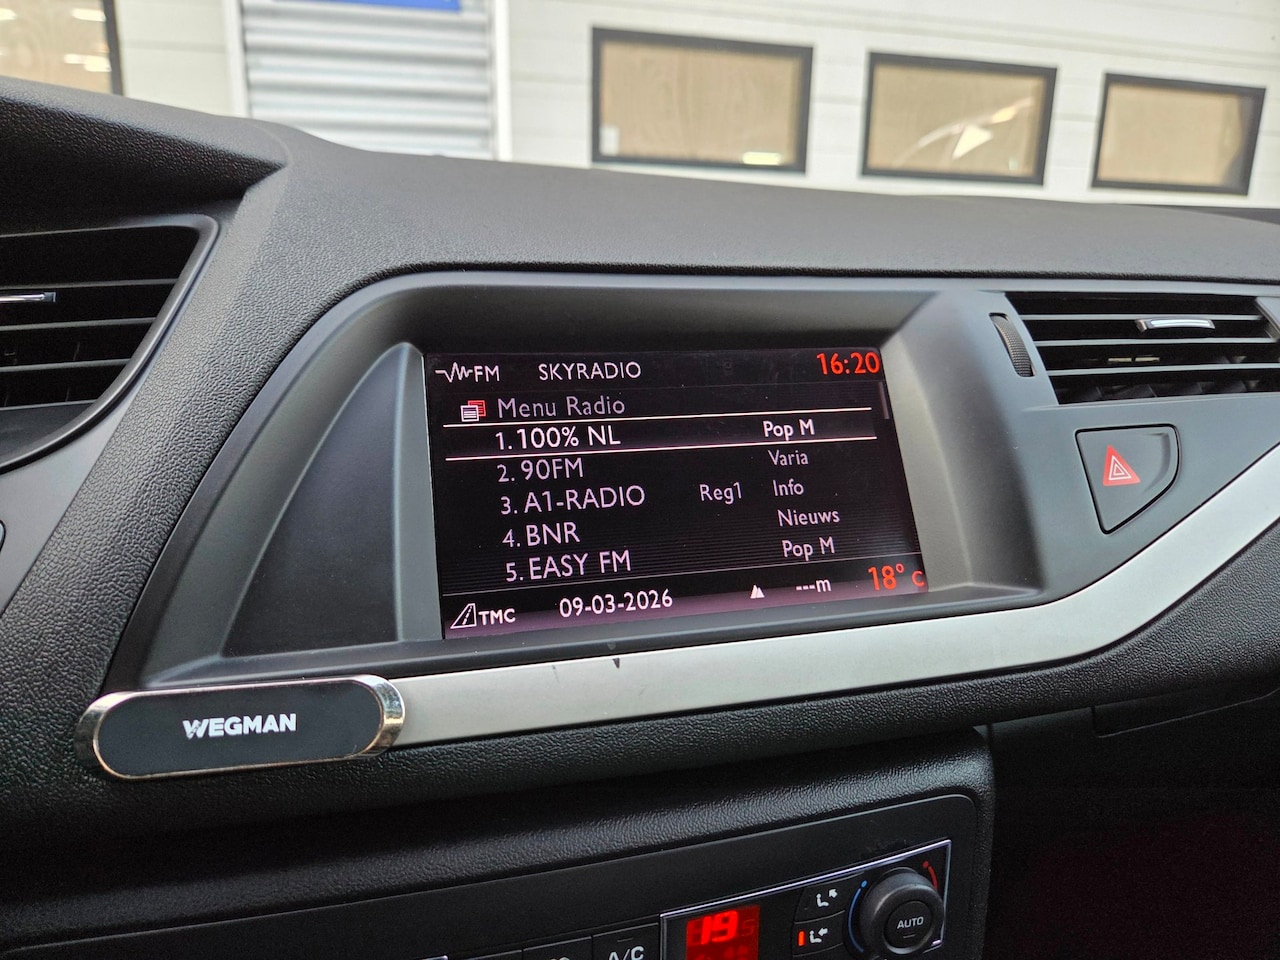 FM SKYRADIO 16:20
Menu Radio
1. 100% NL Pop M
2. 90FM Varia
3. A1-RADIO Reg1 Info
4. BNR Nieuws
5. EASY FM Pop M
TMC 09-03-2026 ---m 18° C
WEGMAN
A/C 19 AUTO